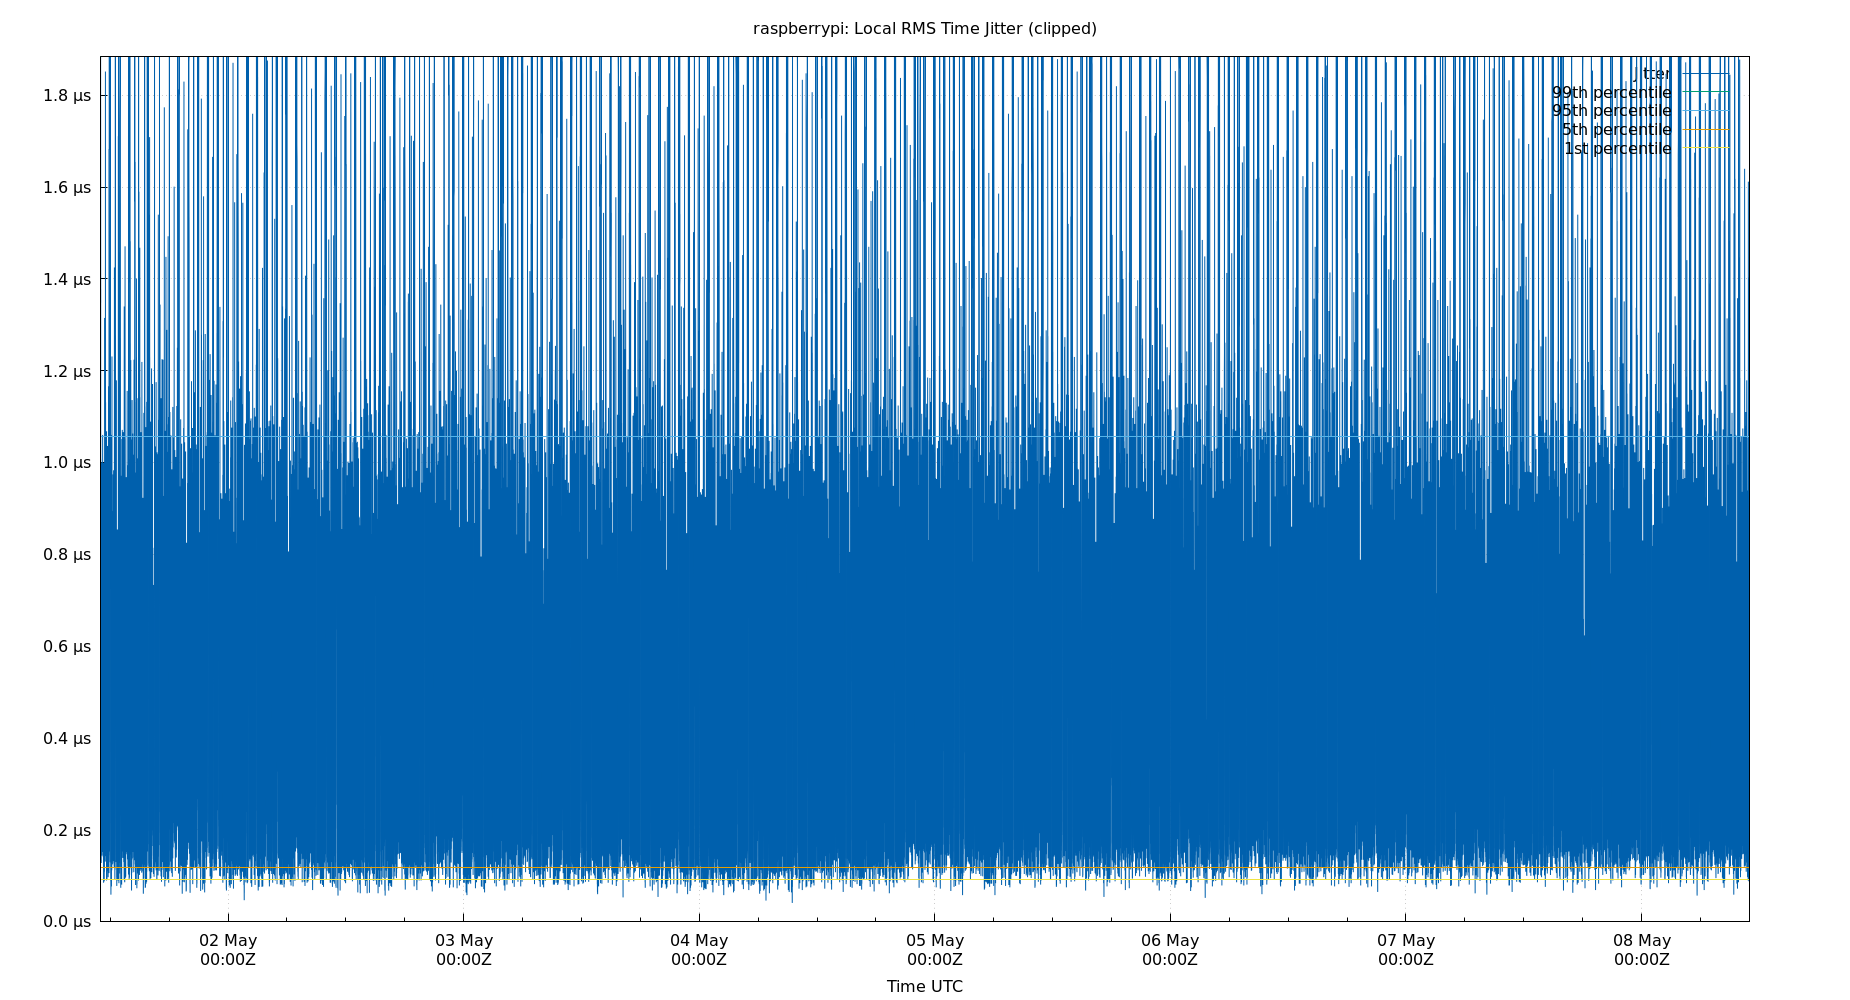 raspberrypi: Local RMS Time Jitter (clipped)
jitter
99th percentile
95th percentile
5th percentile
1st percentile
1.8 µs
1.6 µs
1.4 µs
1.2 µs
1.0 µs
0.8 µs
0.6 µs
0.4 µs
0.2 µs
0.0 µs
02 May 03 May 04 May 05 May 06 May 07 May 08 May
00:00Z 00:00Z 00:00Z 00:00Z 00:00Z 00:00Z 00:00Z
Time UTC